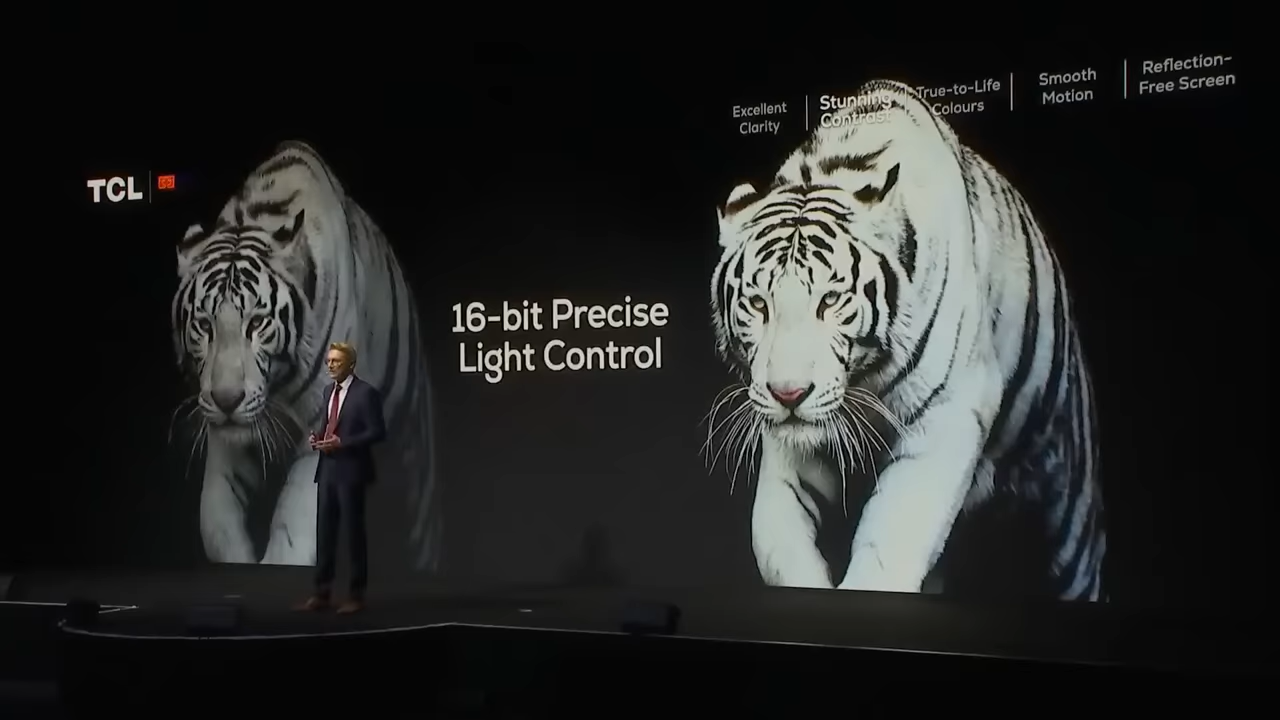 TCL
16-bit Precise
Light Control
Excellent
Clarity
Stunning
Contrast
True-to-Life
Colours
Smooth
Motion
Reflection-
Free Screen